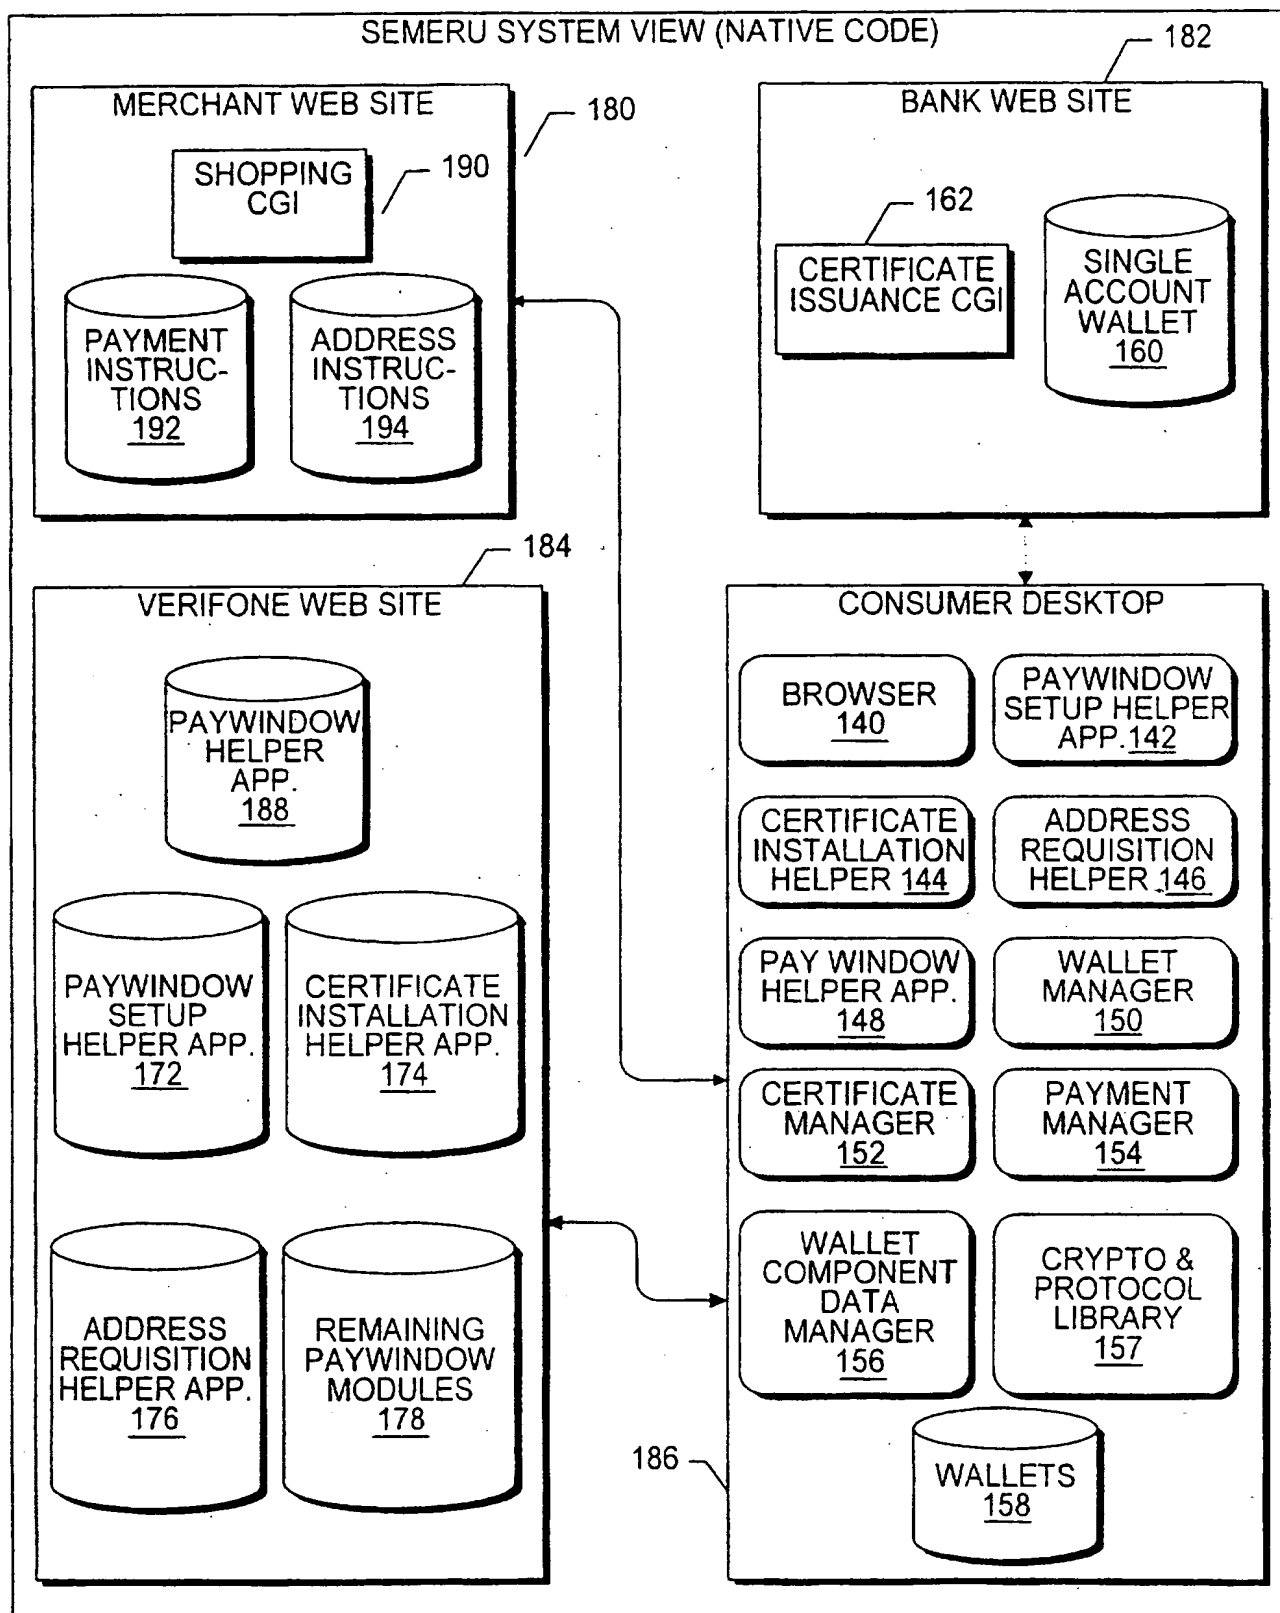 SEMERU SYSTEM VIEW (NATIVE CODE)
182
MERCHANT WEB SITE
180
SHOPPING
CGI
190
PAYMENT
INSTRUC-
TIONS
192
ADDRESS
INSTRUC-
TIONS
194
BANK WEB SITE
162
CERTIFICATE
ISSUANCE CGI
SINGLE
ACCOUNT
WALLET
160
184
VERIFONE WEB SITE
PAYWINDOW
HELPER
APP.
188
PAYWINDOW
SETUP
HELPER APP.
172
CERTIFICATE
INSTALLATION
HELPER APP.
174
ADDRESS
REQUISITION
HELPER APP.
176
REMAINING
PAYWINDOW
MODULES
178
CONSUMER DESKTOP
BROWSER
140
PAYWINDOW
SETUP HELPER
APP. 142
CERTIFICATE
INSTALLATION
HELPER 144
ADDRESS
REQUISITION
HELPER 146
PAY WINDOW
HELPER APP.
148
WALLET
MANAGER
150
CERTIFICATE
MANAGER
152
PAYMENT
MANAGER
154
WALLET
COMPONENT
DATA
MANAGER
156
CRYPTO &
PROTOCOL
LIBRARY
157
186
WALLETS
158